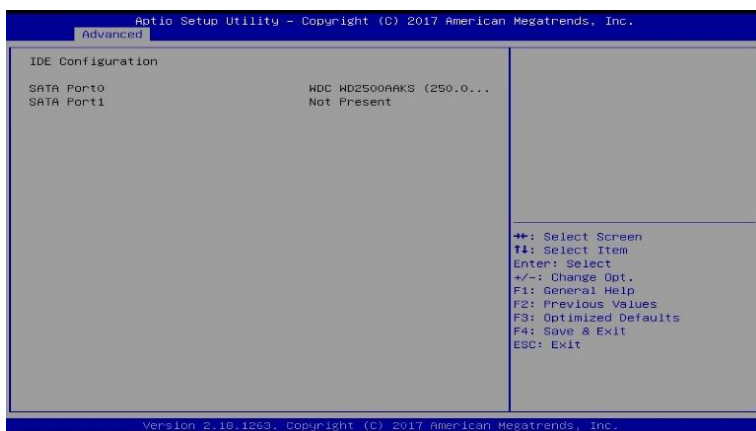 Aptio Setup Utility – Copyright (C) 2017 American Megatrends, Inc.
Advanced
IDE Configuration
SATA Port0 WDC WD2500AAKS (250.0...
SATA Port1 Not Present
→←: Select Screen
↑↓: Select Item
Enter: Select
+/-: Change Opt.
F1: General Help
F2: Previous Values
F3: Optimized Defaults
F4: Save & Exit
ESC: Exit
Version 2.18.1263. Copyright (C) 2017 American Megatrends, Inc.